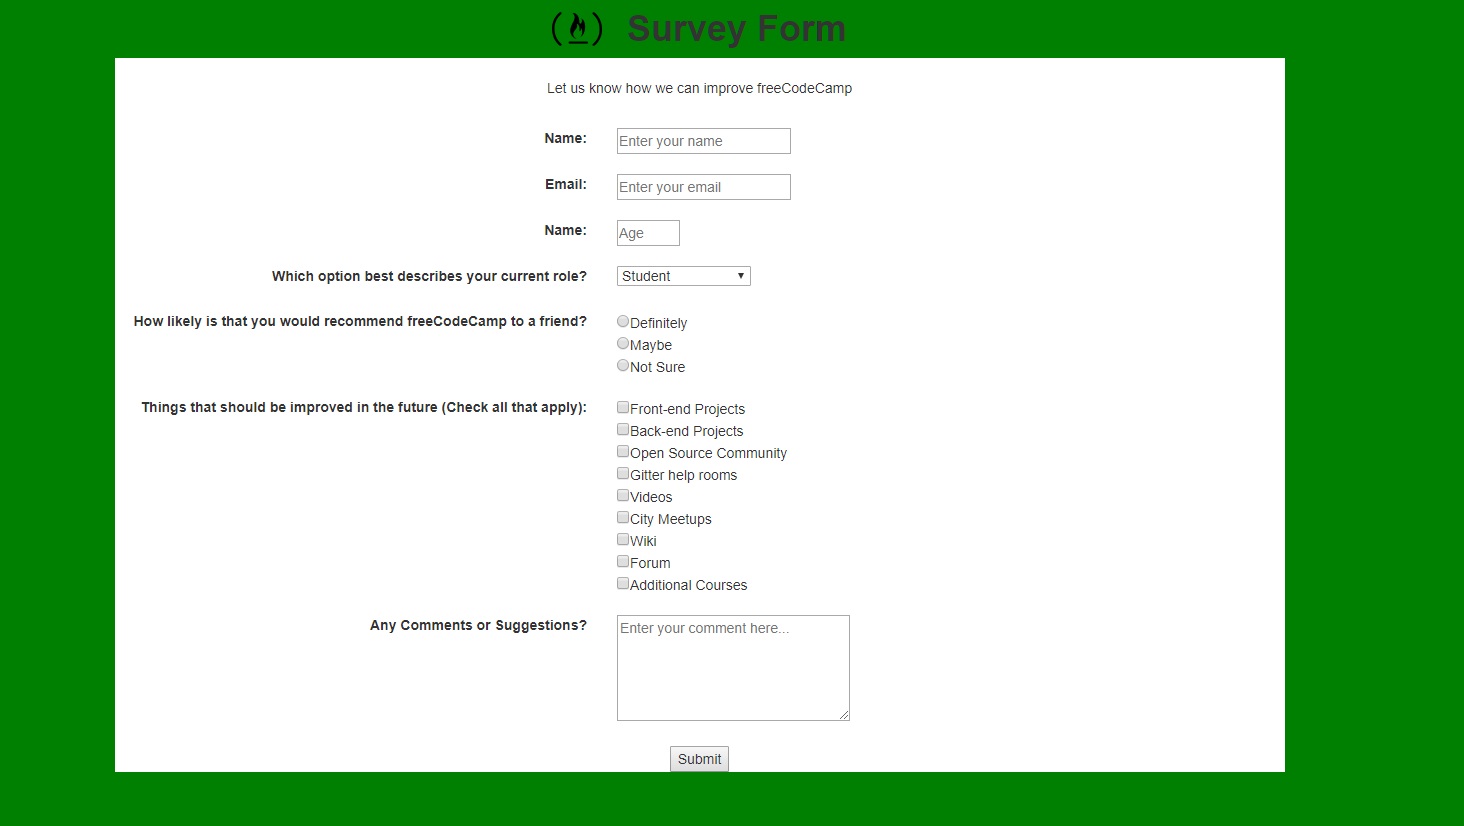 Survey Form
Let us know how we can improve freeCodeCamp
Name: Enter your name
Email: Enter your email
Name: Age
Which option best describes your current role? Student
How likely is that you would recommend freeCodeCamp to a friend? Definitely
Maybe
Not Sure
Things that should be improved in the future (Check all that apply): Front-end Projects
Back-end Projects
Open Source Community
Gitter help rooms
Videos
City Meetups
Wiki
Forum
Additional Courses
Any Comments or Suggestions? Enter your comment here...
Submit